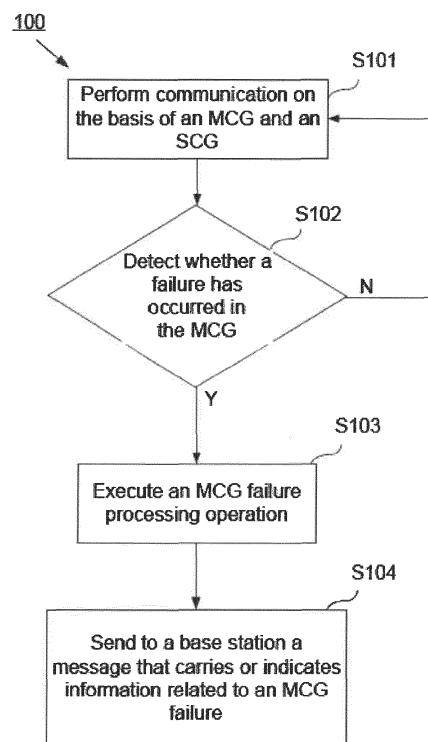 100
S101
Perform communication on
the basis of an MCG and an
SCG
S102
Detect whether a
failure has
occurred in
the MCG
N
Y
S103
Execute an MCG failure
processing operation
S104
Send to a base station a
message that carries or indicates
information related to an MCG
failure